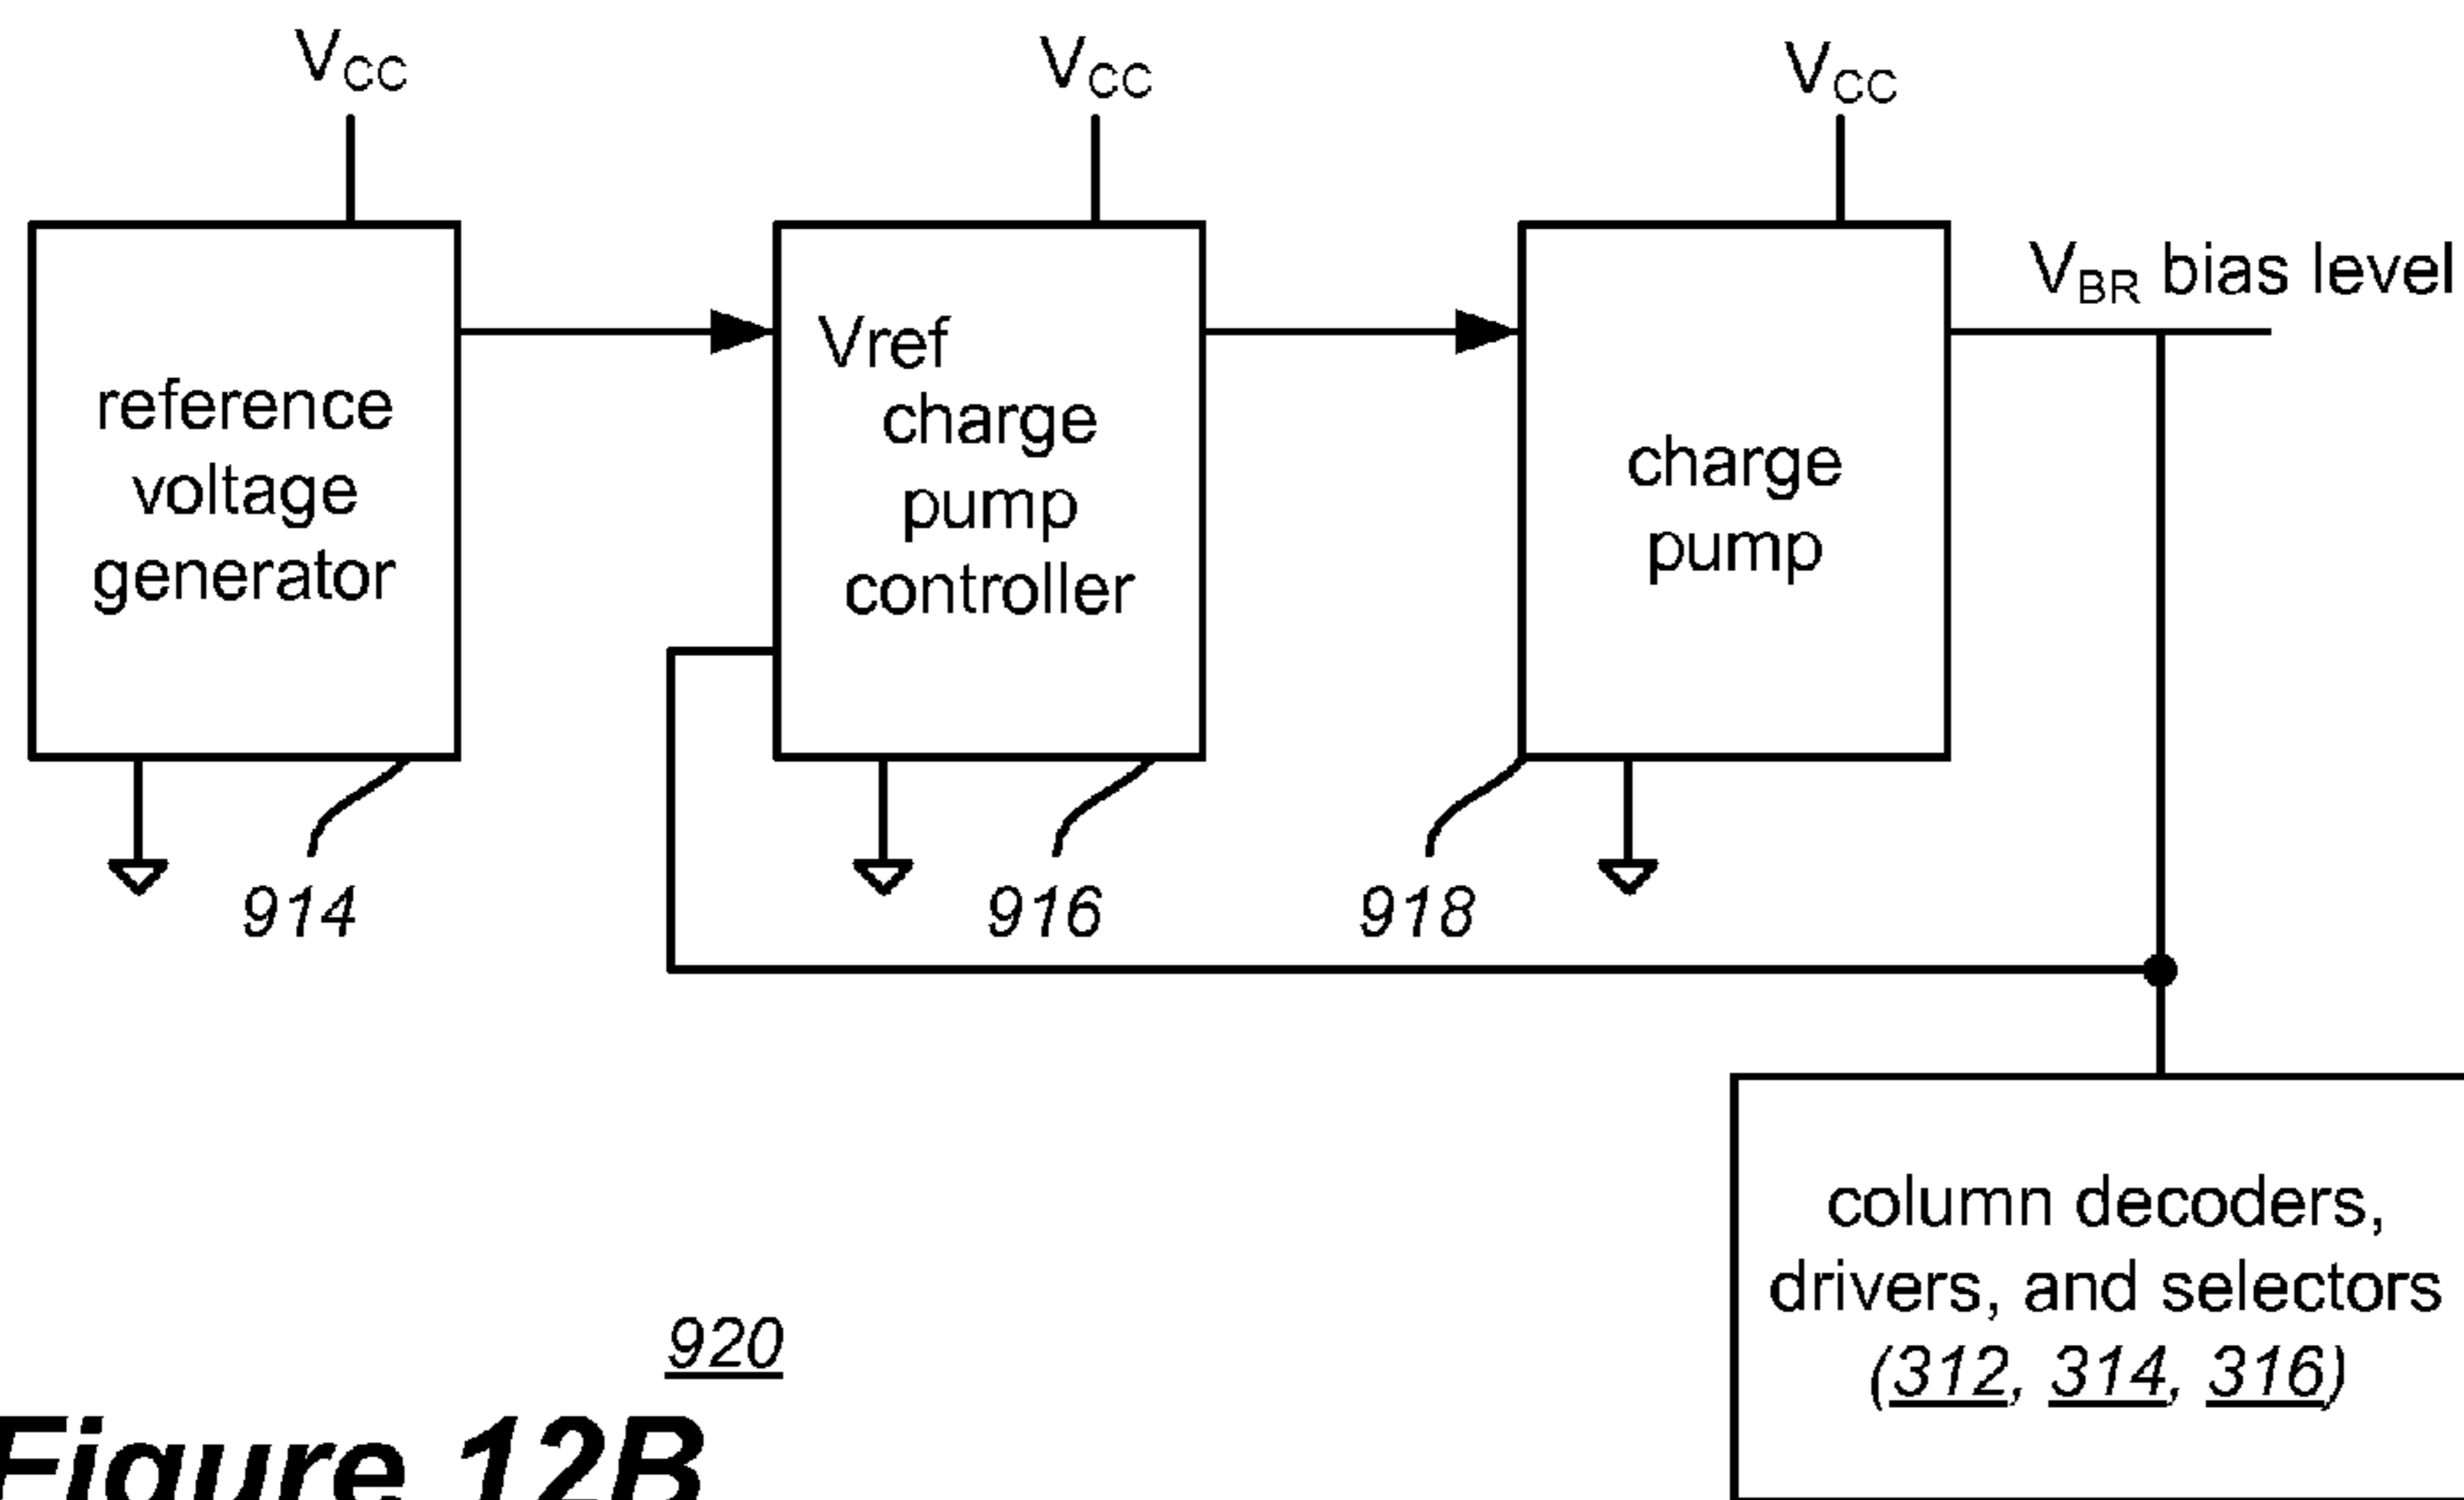 VCC
VCC
VCC
reference
voltage
generator
Vref
charge
pump
controller
charge
pump
VBR bias level
914
916
918
column decoders,
drivers, and selectors
(312, 314, 316)
920
Figure 12B